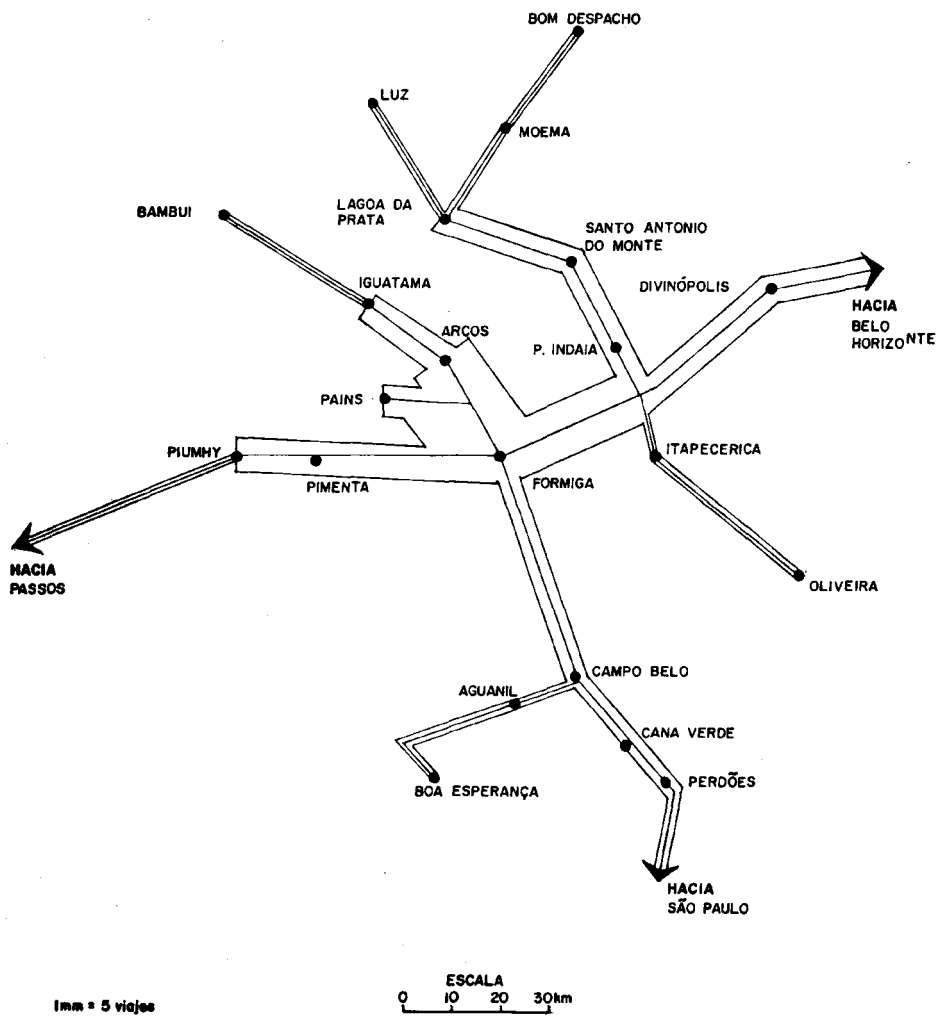 BOM DESPACHO
LUZ
MOEMA
BAMBUI
LAGOA DA
PRATA
SANTO ANTONIO
DO MONTE
IGUATAMA
DIVINÓPOLIS
HACIA
BELO
HORIZONTE
ARCOS
P. INDAIA
PAINS
PIUMHY
ITAPECERICA
PIMENTA
FORMIGA
HACIA
PASSOS
OLIVEIRA
CAMPO BELO
AGUANIL
CANA VERDE
PERDÕES
BOA ESPERANÇA
HACIA
SÃO PAULO
ESCALA
0 10 20 30km
1mm = 5 viajes